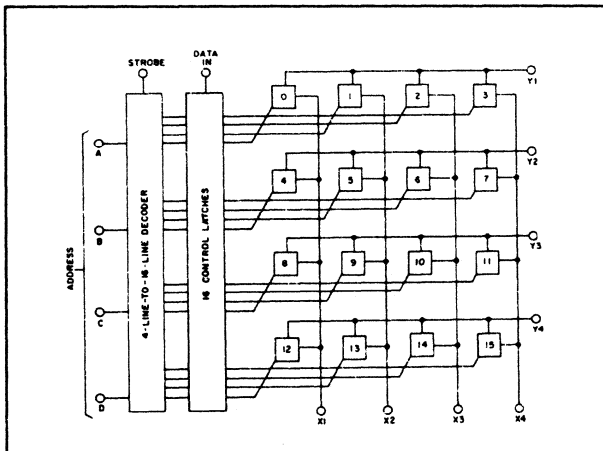 STROBE
DATA
IN
Y1
0
1
2
3
A
Y2
4
5
6
7
B
Y3
8
9
10
11
C
Y4
12
13
14
15
D
X1
X2
X3
X4
ADDRESS
4-LINE-TO-16-LINE DECODER
16 CONTROL LATCHES